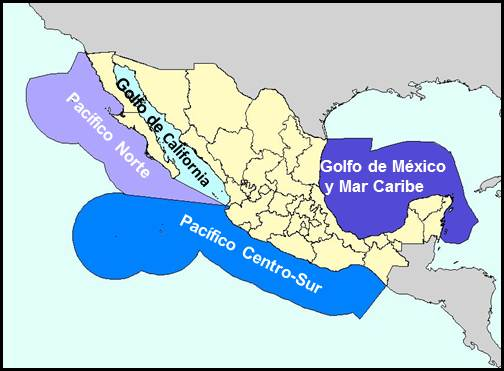 Golfo de California
Pacífico Norte
Golfo de México
y Mar Caribe
Pacífico Centro-Sur